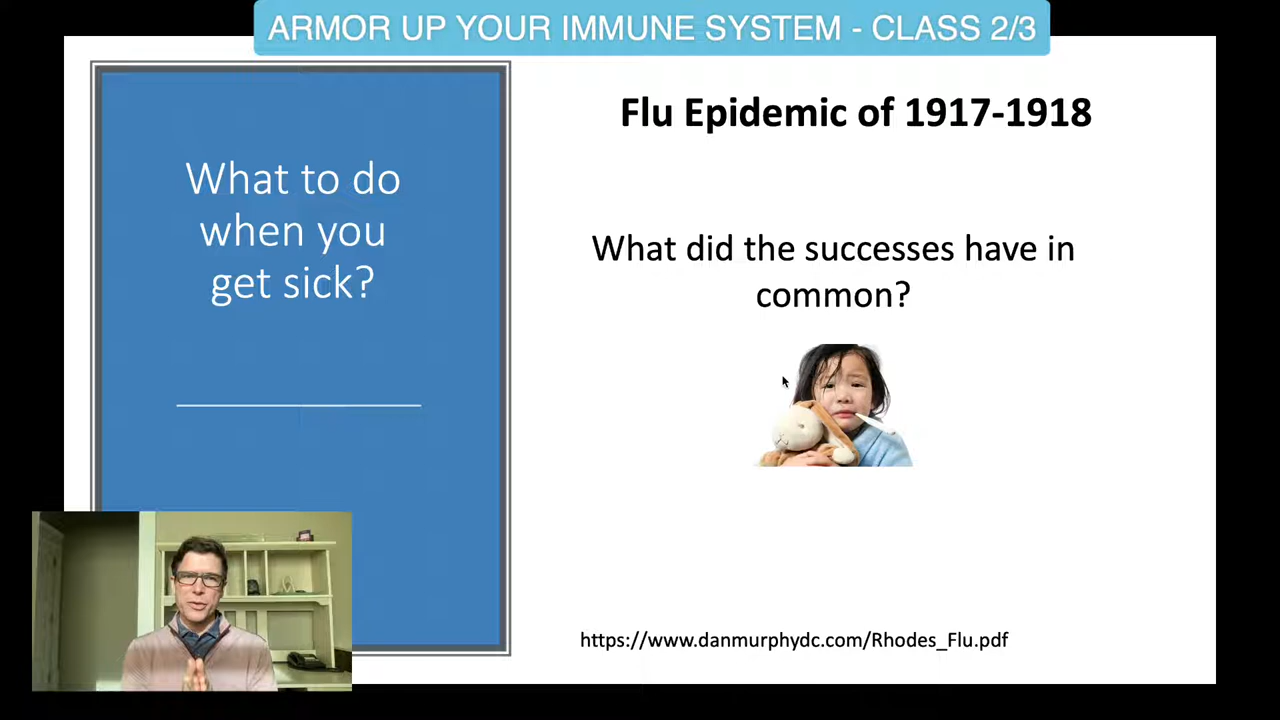 ARMOR UP YOUR IMMUNE SYSTEM - CLASS 2/3
What to do
when you
get sick?
Flu Epidemic of 1917-1918
What did the successes have in
common?
https://www.danmurphydc.com/Rhodes_Flu.pdf